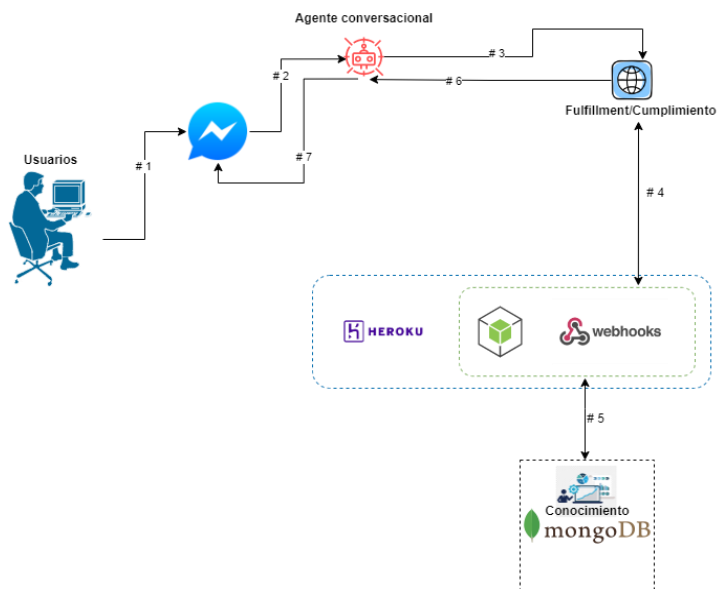 Agente conversacional
# 3
# 2
# 6
Fulfillment/Cumplimiento
Usuarios
# 1
# 7
# 4
HEROKU
webhooks
# 5
Conocimiento
mongoDB